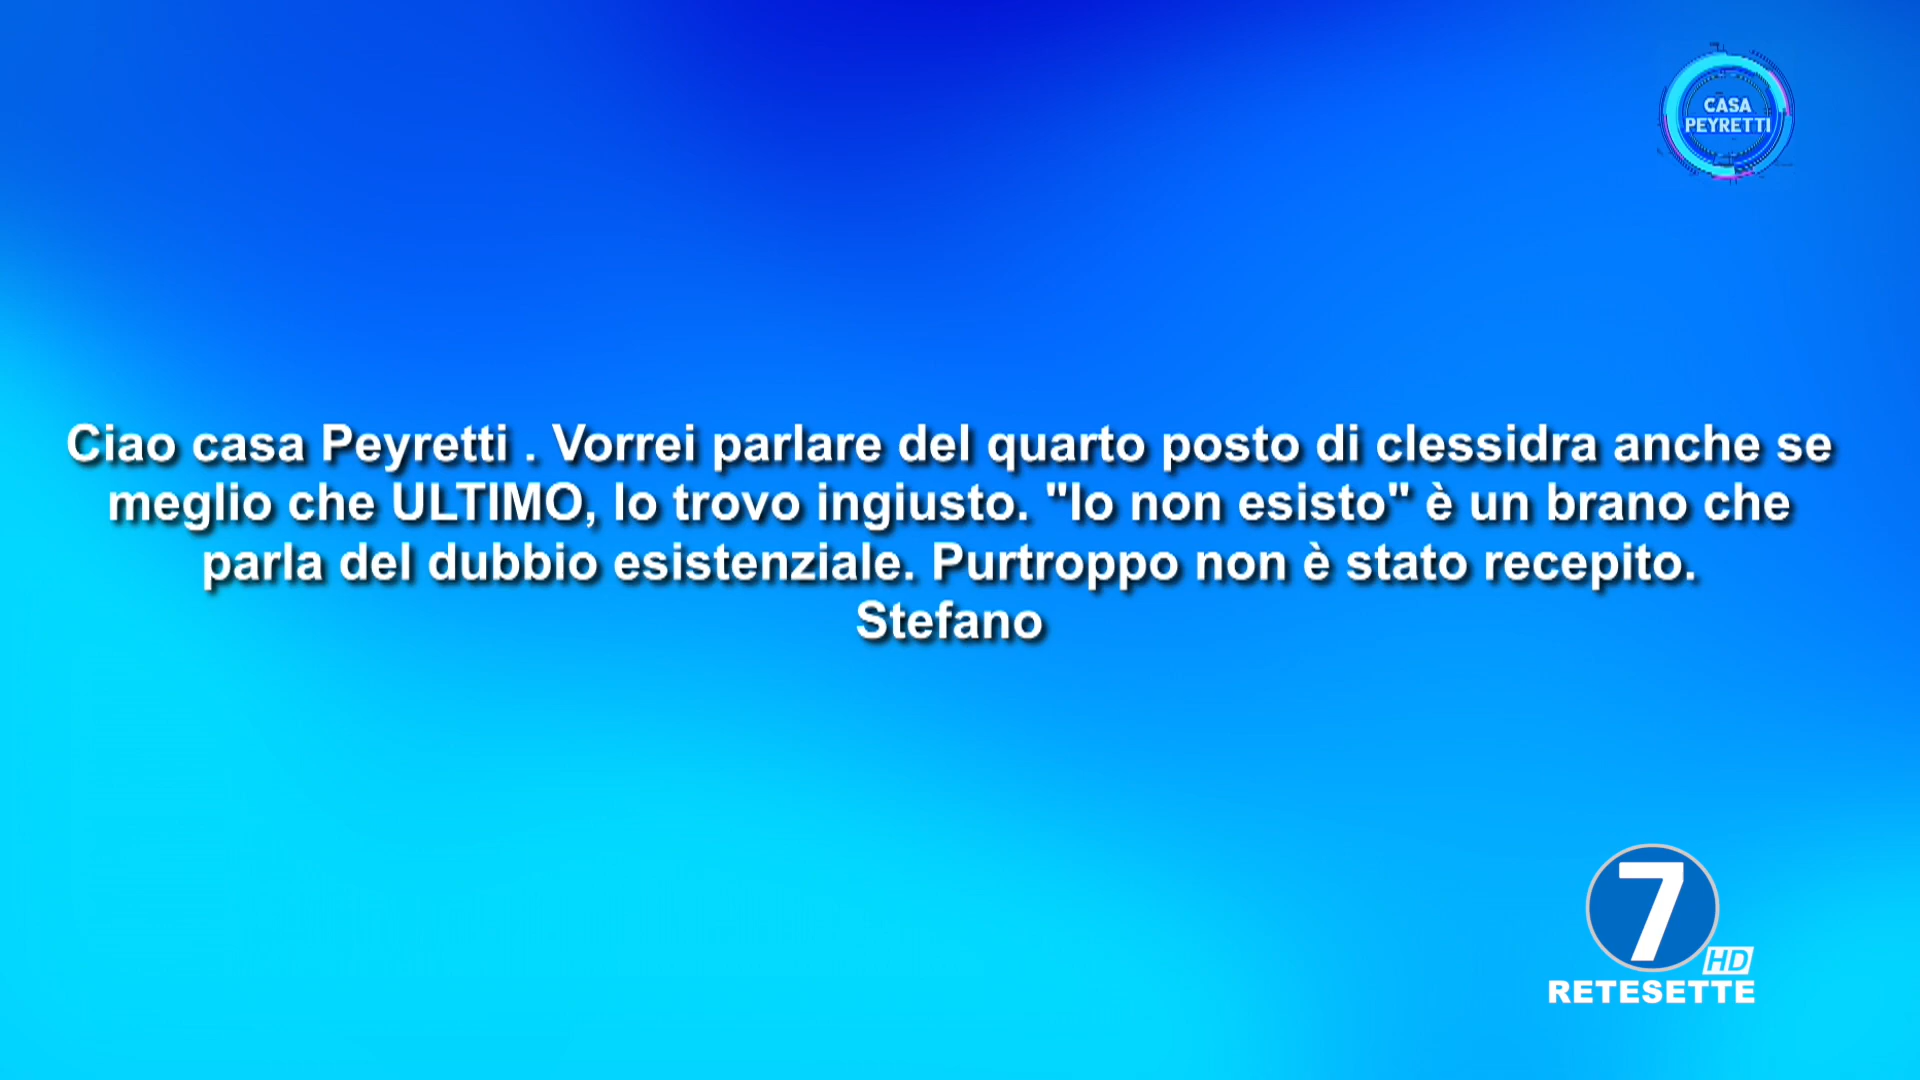 CASA
PEYRETTI
Ciao casa Peyretti . Vorrei parlare del quarto posto di clessidra anche se
meglio che ULTIMO, lo trovo ingiusto. "Io non esisto" è un brano che
parla del dubbio esistenziale. Purtroppo non è stato recepito.
Stefano
7
HD
RETESETTE